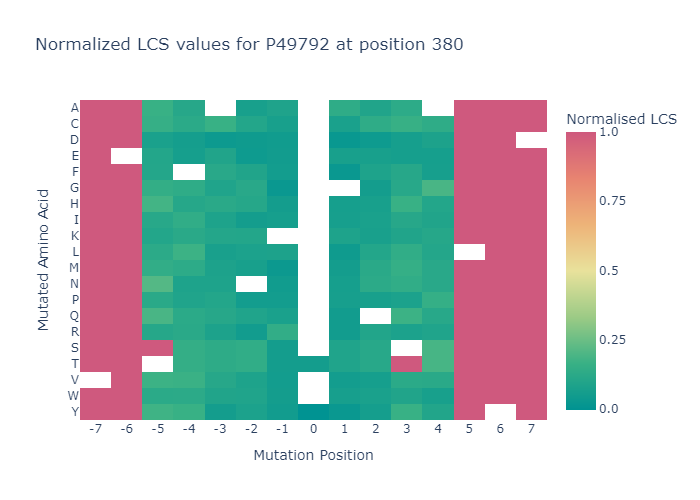 Normalized LCS values for P49792 at position 380
Normalised LCS
A
C
D
E
F
G
H
I
K
L
M
N
P
Q
R
S
T
V
W
Y
Mutated Amino Acid
1.0
0.75
0.5
0.25
0.0
-7 -6 -5 -4 -3 -2 -1 0 1 2 3 4 5 6 7
Mutation Position